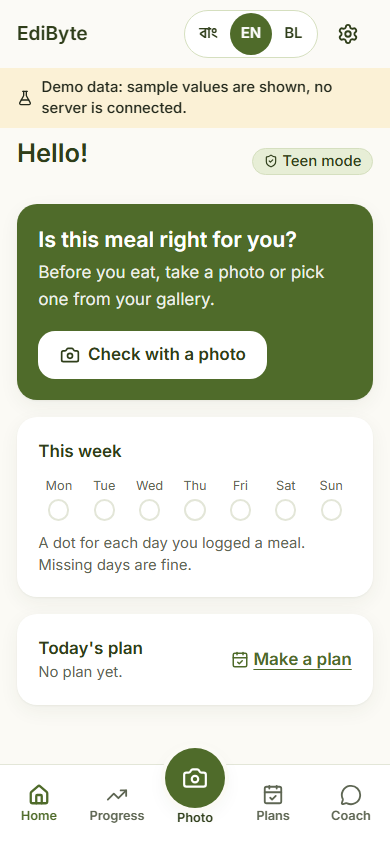 EdiByte
বাং
EN
BL
Demo data: sample values are shown, no
server is connected.
Hello!
Teen mode
Is this meal right for you?
Before you eat, take a photo or pick
one from your gallery.
Check with a photo
This week
Mon Tue Wed Thu Fri Sat Sun
A dot for each day you logged a meal.
Missing days are fine.
Today's plan
No plan yet.
Make a plan
Home
Progress
Photo
Plans
Coach